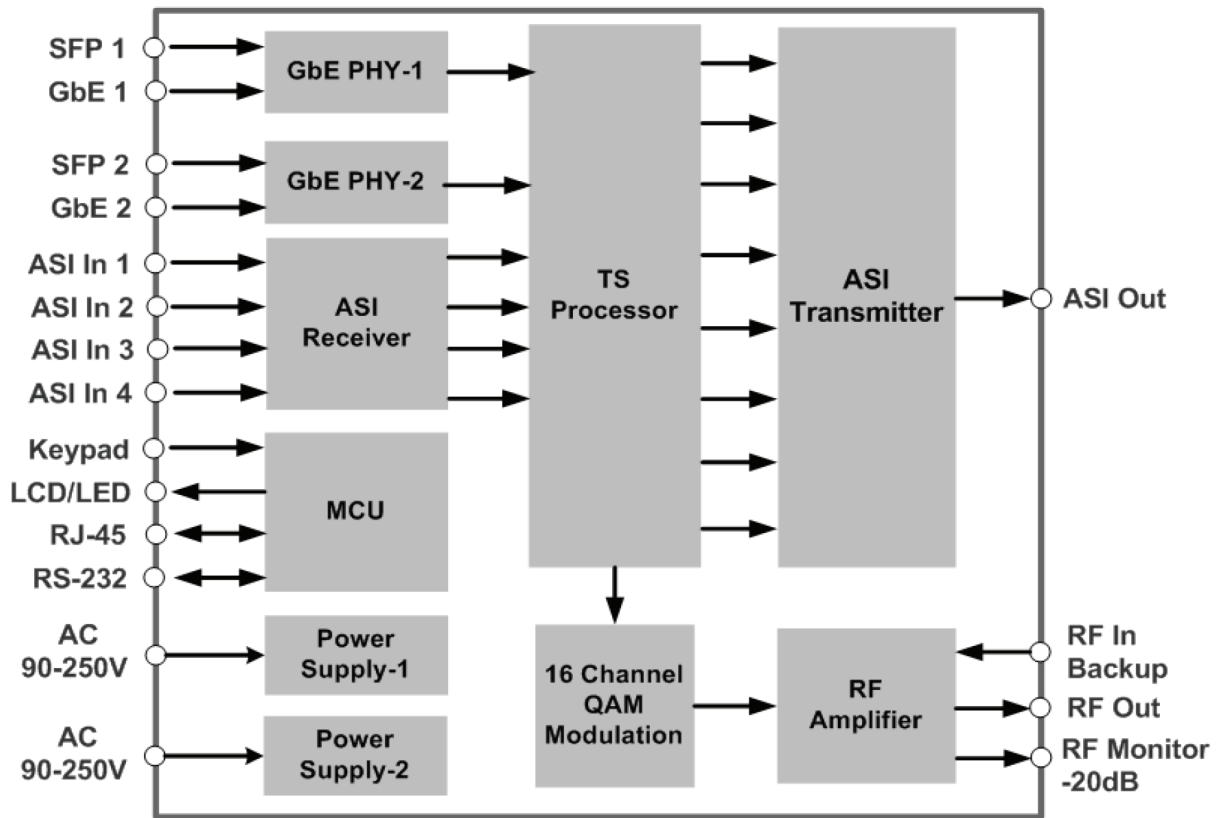 SFP 1
GbE 1
SFP 2
GbE 2
ASI In 1
ASI In 2
ASI In 3
ASI In 4
Keypad
LCD/LED
RJ-45
RS-232
AC
90-250V
AC
90-250V
GbE PHY-1
GbE PHY-2
ASI
Receiver
MCU
Power
Supply-1
Power
Supply-2
TS
Processor
16 Channel
QAM
Modulation
ASI
Transmitter
RF
Amplifier
ASI Out
RF In
Backup
RF Out
RF Monitor
-20dB